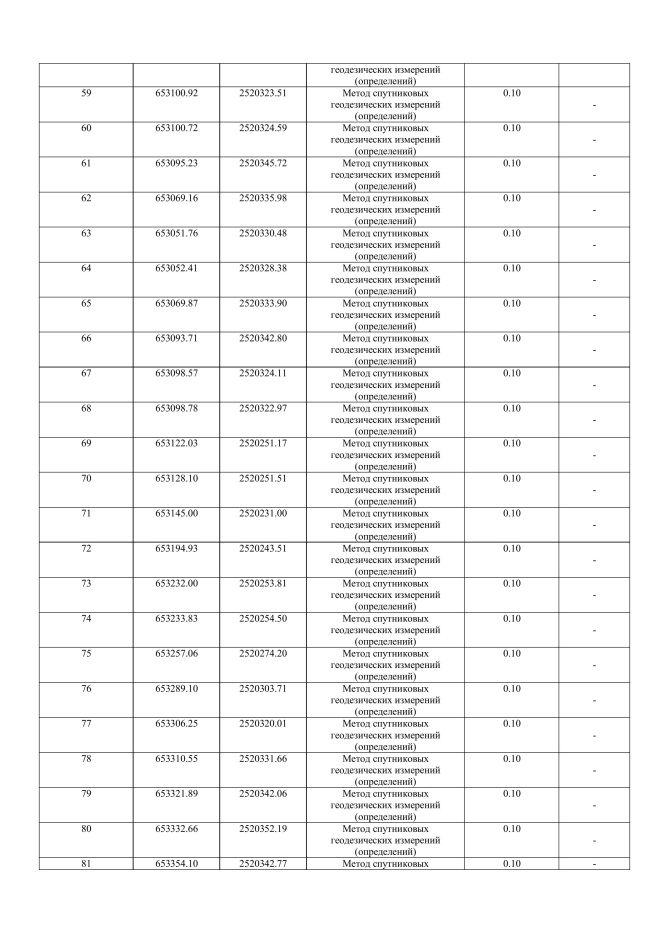 геодезических измерений
(определений)
59 653100.92 2520323.51 Метод спутниковых 0.10
геодезических измерений -
(определений)
60 653100.72 2520324.59 Метод спутниковых 0.10
геодезических измерений -
(определений)
61 653095.23 2520345.72 Метод спутниковых 0.10
геодезических измерений -
(определений)
62 653069.16 2520335.98 Метод спутниковых 0.10
геодезических измерений -
(определений)
63 653051.76 2520330.48 Метод спутниковых 0.10
геодезических измерений -
(определений)
64 653052.41 2520328.38 Метод спутниковых 0.10
геодезических измерений -
(определений)
65 653069.87 2520333.90 Метод спутниковых 0.10
геодезических измерений -
(определений)
66 653093.71 2520342.80 Метод спутниковых 0.10
геодезических измерений -
(определений)
67 653098.57 2520324.11 Метод спутниковых 0.10
геодезических измерений -
(определений)
68 653098.78 2520322.97 Метод спутниковых 0.10
геодезических измерений -
(определений)
69 653122.03 2520251.17 Метод спутниковых 0.10
геодезических измерений -
(определений)
70 653128.10 2520251.51 Метод спутниковых 0.10
геодезических измерений -
(определений)
71 653145.00 2520231.00 Метод спутниковых 0.10
геодезических измерений -
(определений)
72 653194.93 2520243.51 Метод спутниковых 0.10
геодезических измерений -
(определений)
73 653232.00 2520253.81 Метод спутниковых 0.10
геодезических измерений -
(определений)
74 653233.83 2520254.50 Метод спутниковых 0.10
геодезических измерений -
(определений)
75 653257.06 2520274.20 Метод спутниковых 0.10
геодезических измерений -
(определений)
76 653289.10 2520303.71 Метод спутниковых 0.10
геодезических измерений -
(определений)
77 653306.25 2520320.01 Метод спутниковых 0.10
геодезических измерений -
(определений)
78 653310.55 2520331.66 Метод спутниковых 0.10
геодезических измерений -
(определений)
79 653321.89 2520342.06 Метод спутниковых 0.10
геодезических измерений -
(определений)
80 653332.66 2520352.19 Метод спутниковых 0.10
геодезических измерений -
(определений)
81 653354.10 2520342.77 Метод спутниковых 0.10 -